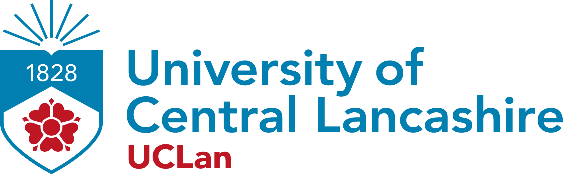 1828
University of
Central Lancashire
UCLan